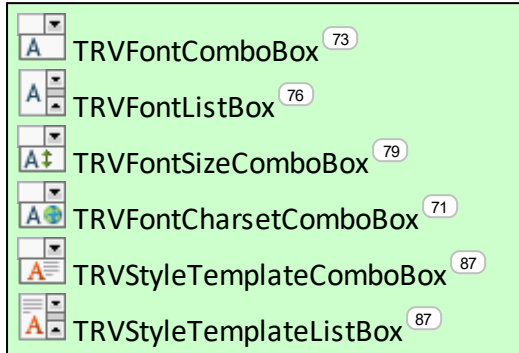 TRVFontComboBox 73
TRVFontListBox 76
TRVFontSizeComboBox 79
TRVFontCharsetComboBox 71
TRVStyleTemplateComboBox 87
TRVStyleTemplateListBox 87